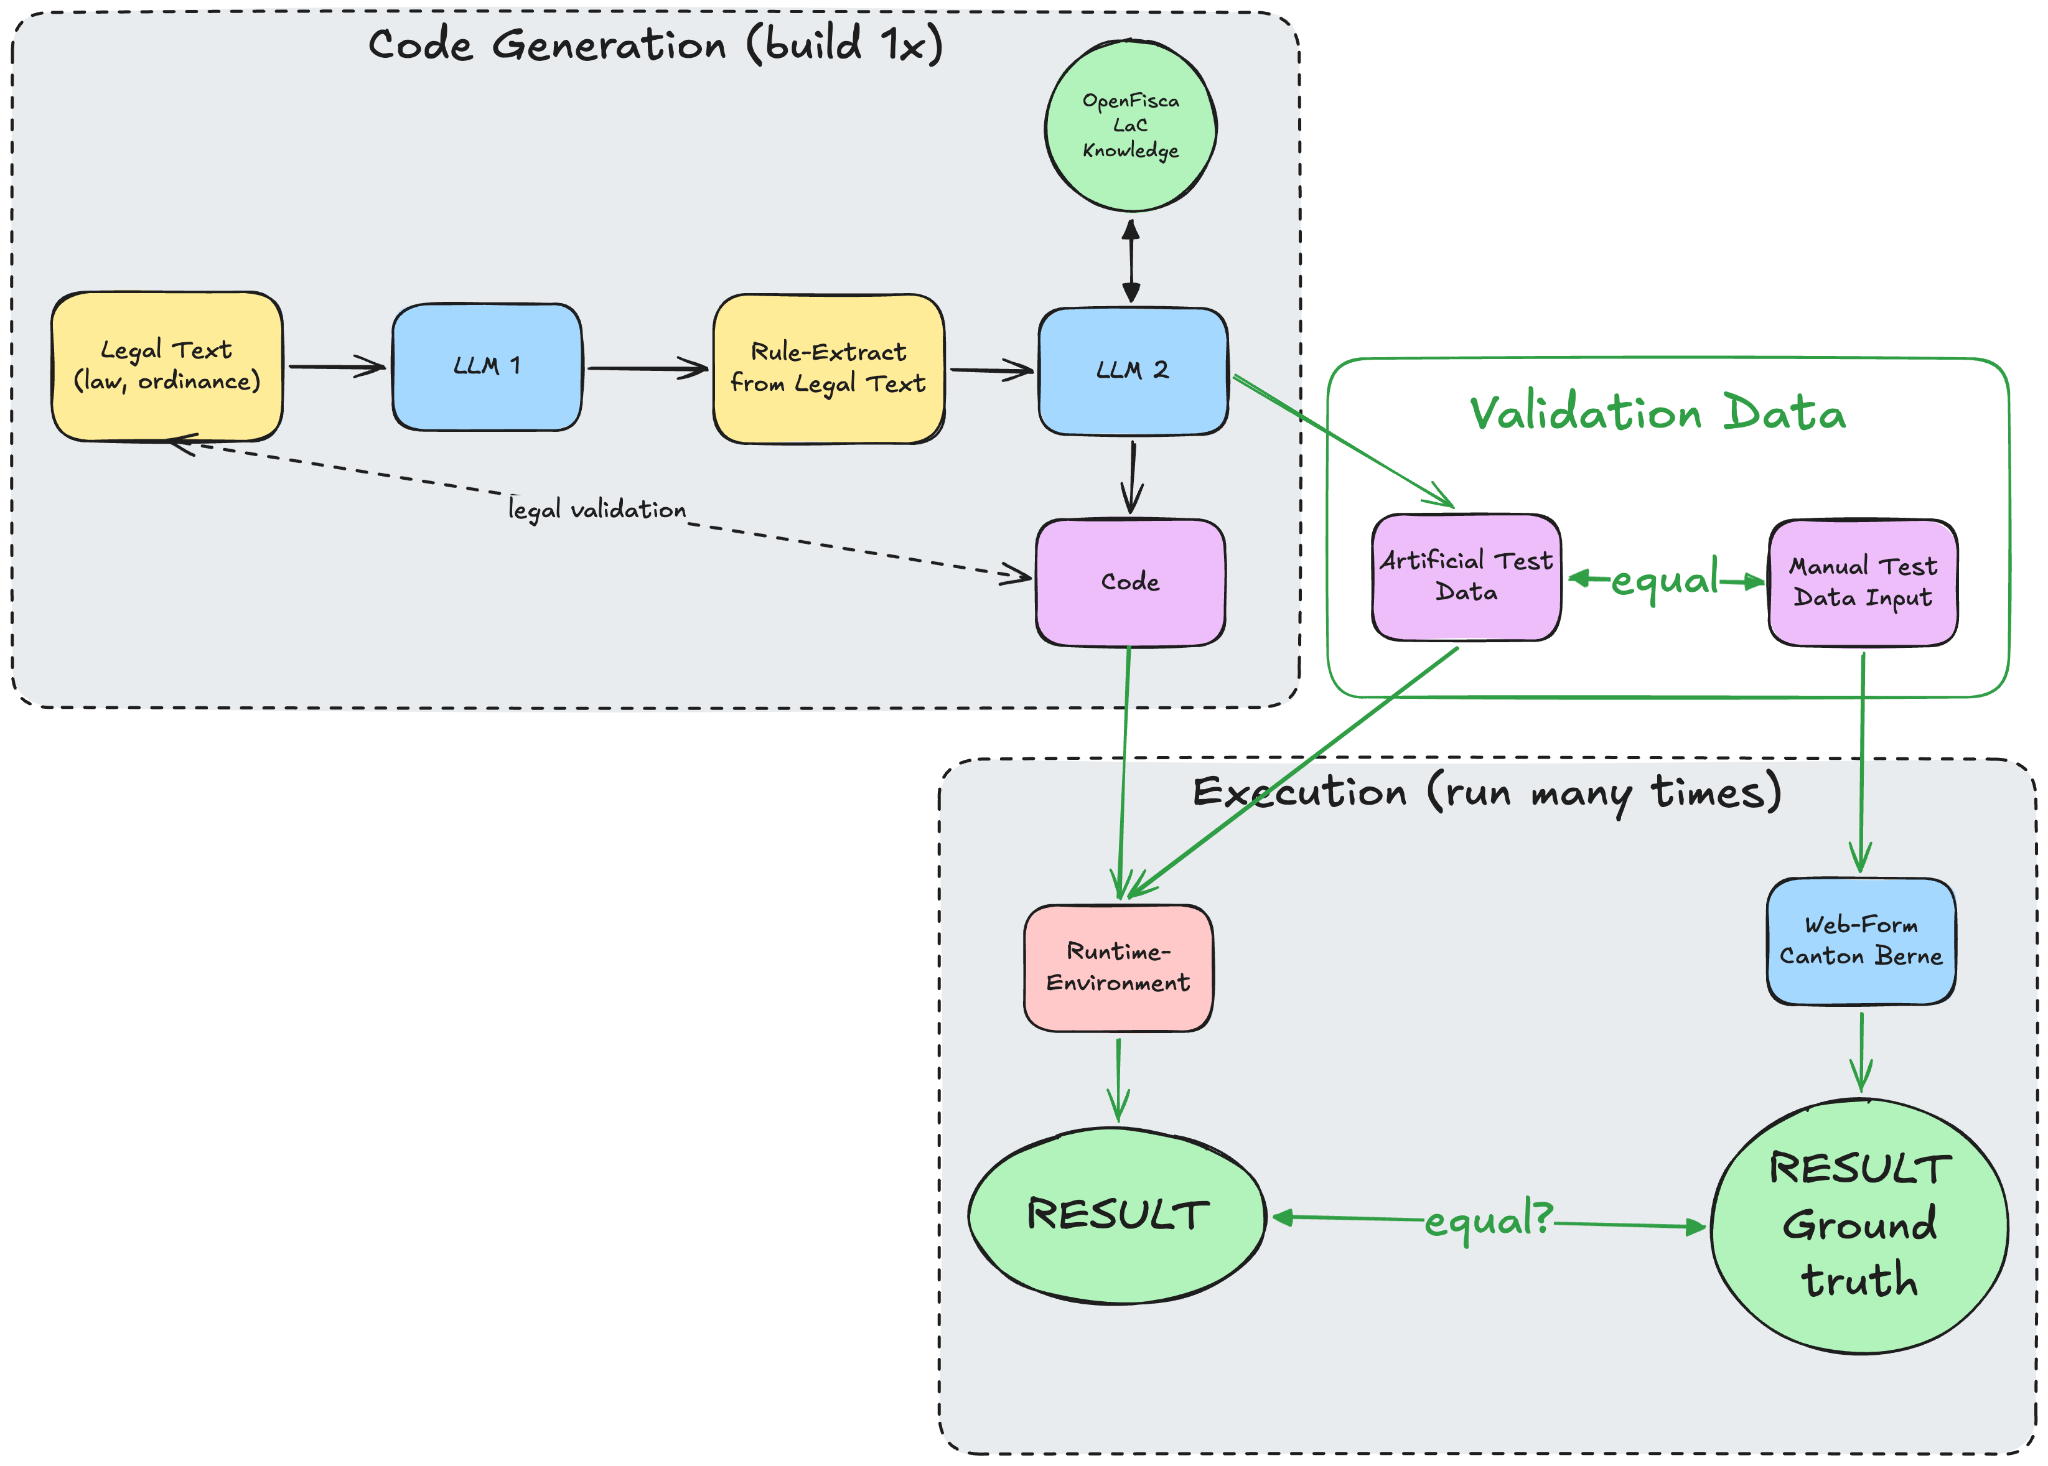 Code Generation (build 1x)
OpenFisca
LaC
Knowledge
Legal Text
(law, ordinance)
LLM 1
Rule-Extract
from Legal Text
LLM 2
legal validation
Code
Validation Data
Artificial Test
Data
equal
Manual Test
Data Input
Execution (run many times)
Runtime-
Environment
Web-Form
Canton Berne
RESULT
equal?
RESULT
Ground
truth